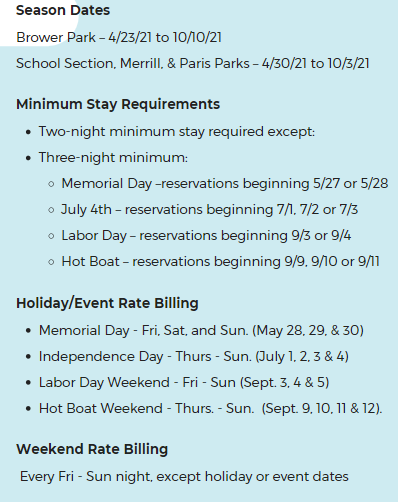 Season Dates
Brower Park – 4/23/21 to 10/10/21
School Section, Merrill, & Paris Parks – 4/30/21 to 10/3/21
Minimum Stay Requirements
• Two-night minimum stay required except:
• Three-night minimum:
○ Memorial Day –reservations beginning 5/27 or 5/28
○ July 4th – reservations beginning 7/1, 7/2 or 7/3
○ Labor Day – reservations beginning 9/3 or 9/4
○ Hot Boat – reservations beginning 9/9, 9/10 or 9/11
Holiday/Event Rate Billing
• Memorial Day - Fri, Sat, and Sun. (May 28, 29, & 30)
• Independence Day - Thurs - Sun. (July 1, 2, 3 & 4)
• Labor Day Weekend - Fri - Sun (Sept. 3, 4 & 5)
• Hot Boat Weekend - Thurs. - Sun. (Sept. 9, 10, 11 & 12).
Weekend Rate Billing
Every Fri - Sun night, except holiday or event dates